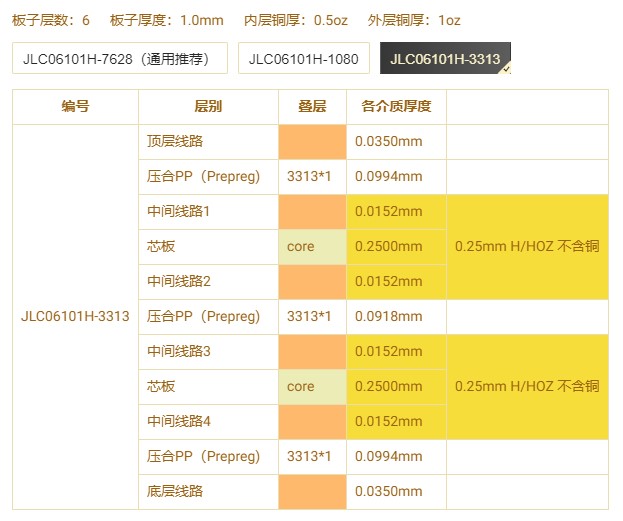 板子层数：6 板子厚度：1.0mm 内层铜厚：0.5oz 外层铜厚：1oz
JLC06101H-7628（通用推荐） JLC06101H-1080 JLC06101H-3313
编号 层别 叠层 各介质厚度
顶层线路 0.0350mm
压合PP（Prepreg) 3313*1 0.0994mm
中间线路1 0.0152mm
芯板 core 0.2500mm 0.25mm H/HOZ 不含铜
中间线路2 0.0152mm
JLC06101H-3313 压合PP（Prepreg) 3313*1 0.0918mm
中间线路3 0.0152mm
芯板 core 0.2500mm 0.25mm H/HOZ 不含铜
中间线路4 0.0152mm
压合PP（Prepreg) 3313*1 0.0994mm
底层线路 0.0350mm